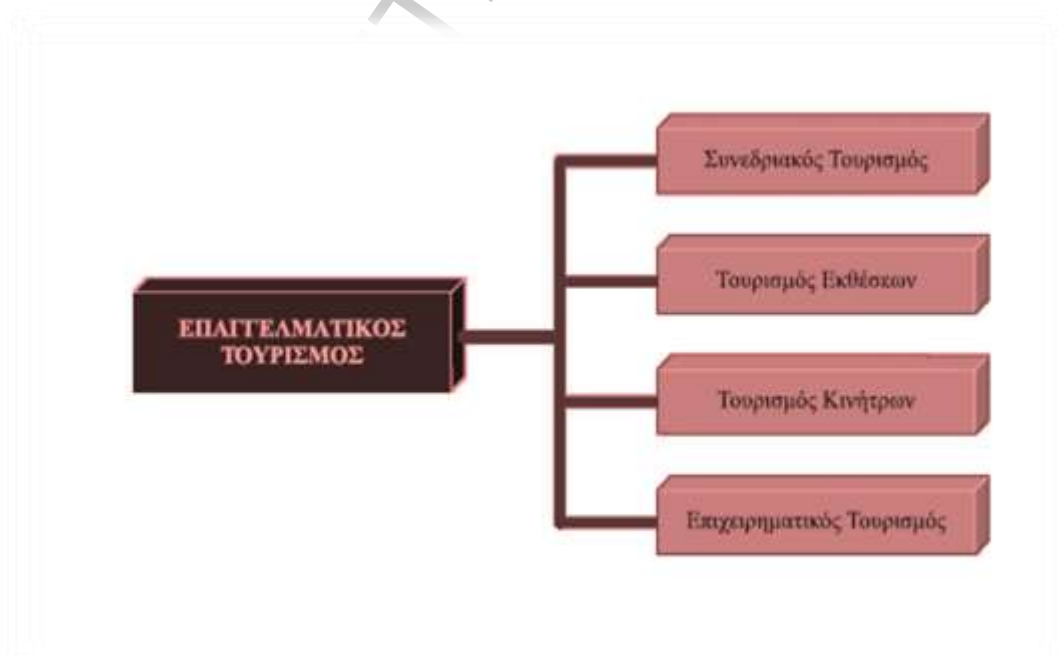 ΕΠΑΓΓΕΛΜΑΤΙΚΟΣ
ΤΟΥΡΙΣΜΟΣ
Συνεδριακός Τουρισμός
Τουρισμός Εκθέσεων
Τουρισμός Κινήτρων
Επιχειρηματικός Τουρισμός